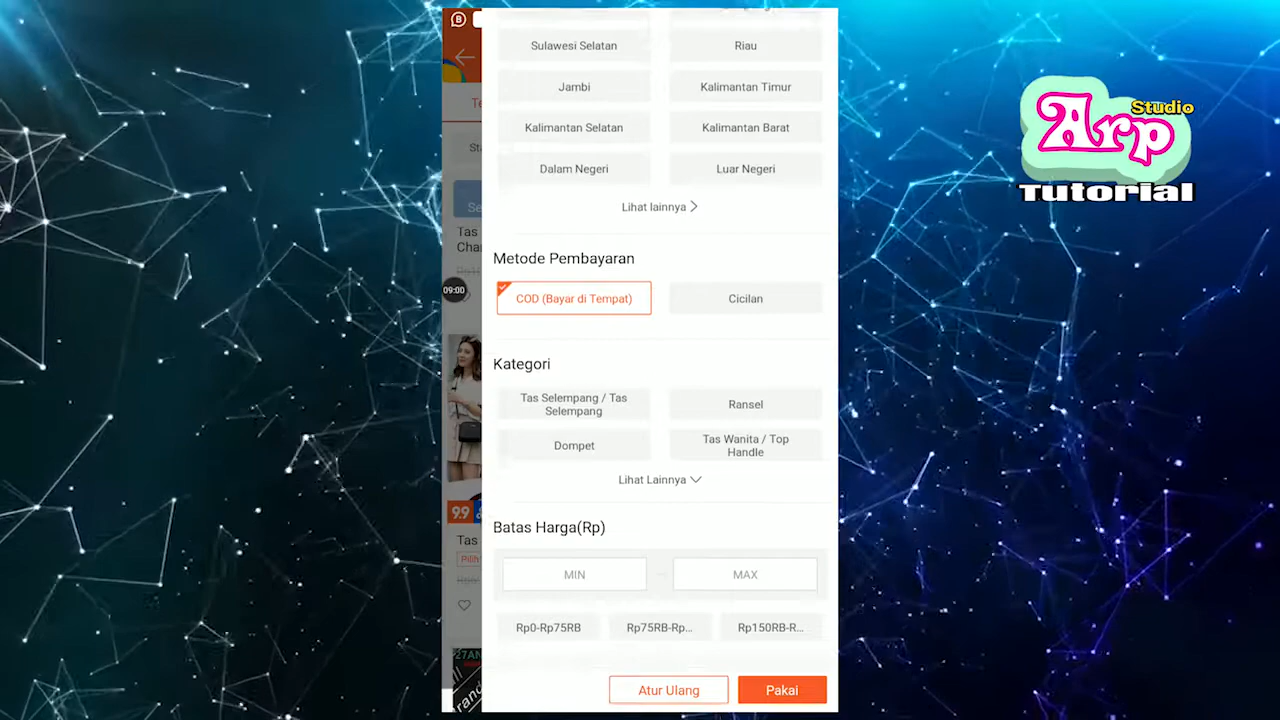 Studio
Arp
Tutorial
Sulawesi Selatan
Riau
Jambi
Kalimantan Timur
Kalimantan Selatan
Kalimantan Barat
Dalam Negeri
Luar Negeri
Lihat lainnya
Tas
Metode Pembayaran
09:00
COD (Bayar di Tempat)
Cicilan
Kategori
Tas Selempang / Tas
Selempang
Ransel
Dompet
Tas Wanita / Top
Handle
Lihat Lainnya
9.9
Batas Harga(Rp)
Tas
MIN
MAX
Rp0-Rp75RB
Rp75RB-Rp...
Rp150RB-R...
Atur Ulang
Pakai